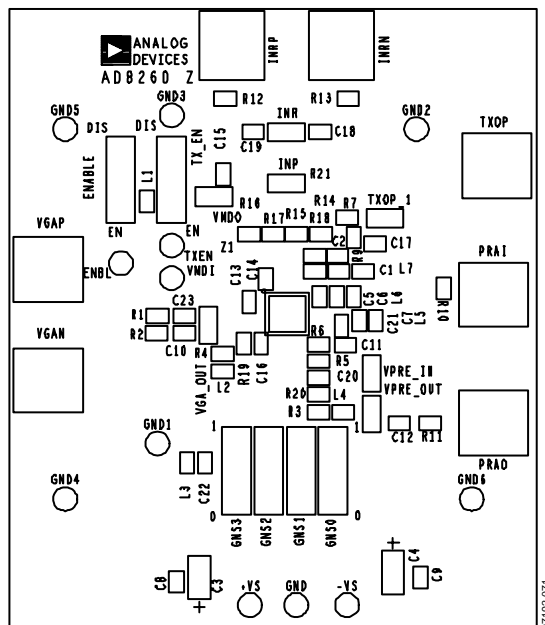 ANALOG
DEVICES
AD8260 Z
INRP
INRN
R12
R13
GND5
GND3
GND2
DIS
DIS
TX_EN
C15
INR
C19
C18
TXOP
ENABLE
L1
INP
R21
VMDO
R16
R14
R7
TXOP_1
VGAP
EN
EN
R17
R15
R18
ENBL
TXEN
VMDI
Z1
C2
R9
C17
PRAI
C13
C14
C1
L7
R10
C5
C6
L6
VGAN
R1
C23
R2
C10
R4
R6
C21
C7
L5
VGA_OUT
L2
R19
C16
R5
C11
C20
VPRE_IN
R20
L4
VPRE_OUT
R3
C12
R11
GND1
1
1
PRAO
GND4
L3
C22
GND6
0
0
GNS3
GNS2
GNS1
GNS0
C8
C3
+
+VS
GND
-VS
+
C4
C9